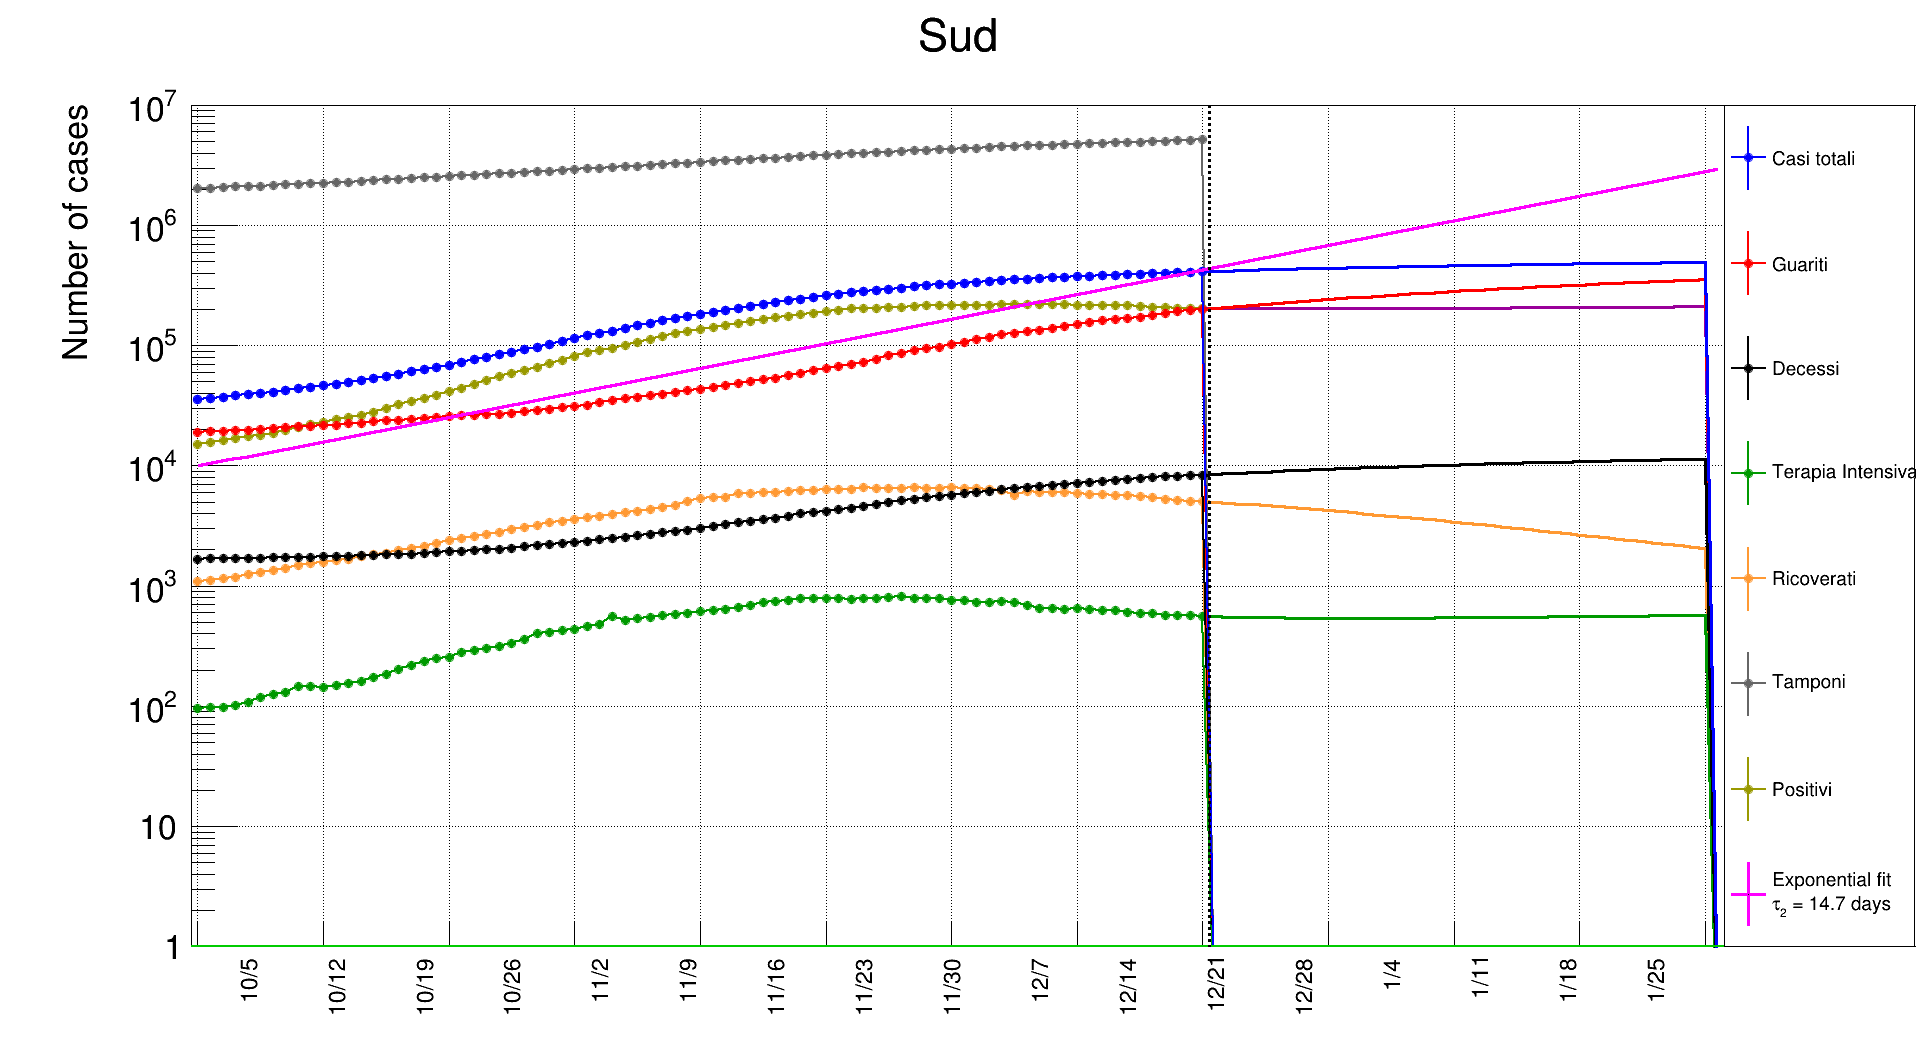 Sud
Number of cases
10^7
10^6
10^5
10^4
10^3
10^2
10
1
10/5
10/12
10/19
10/26
11/2
11/9
11/16
11/23
11/30
12/7
12/14
12/21
12/28
1/4
1/11
1/18
1/25
Casi totali
Guariti
Decessi
Terapia Intensiva
Ricoverati
Tamponi
Positivi
Exponential fit
τ₂ = 14.7 days